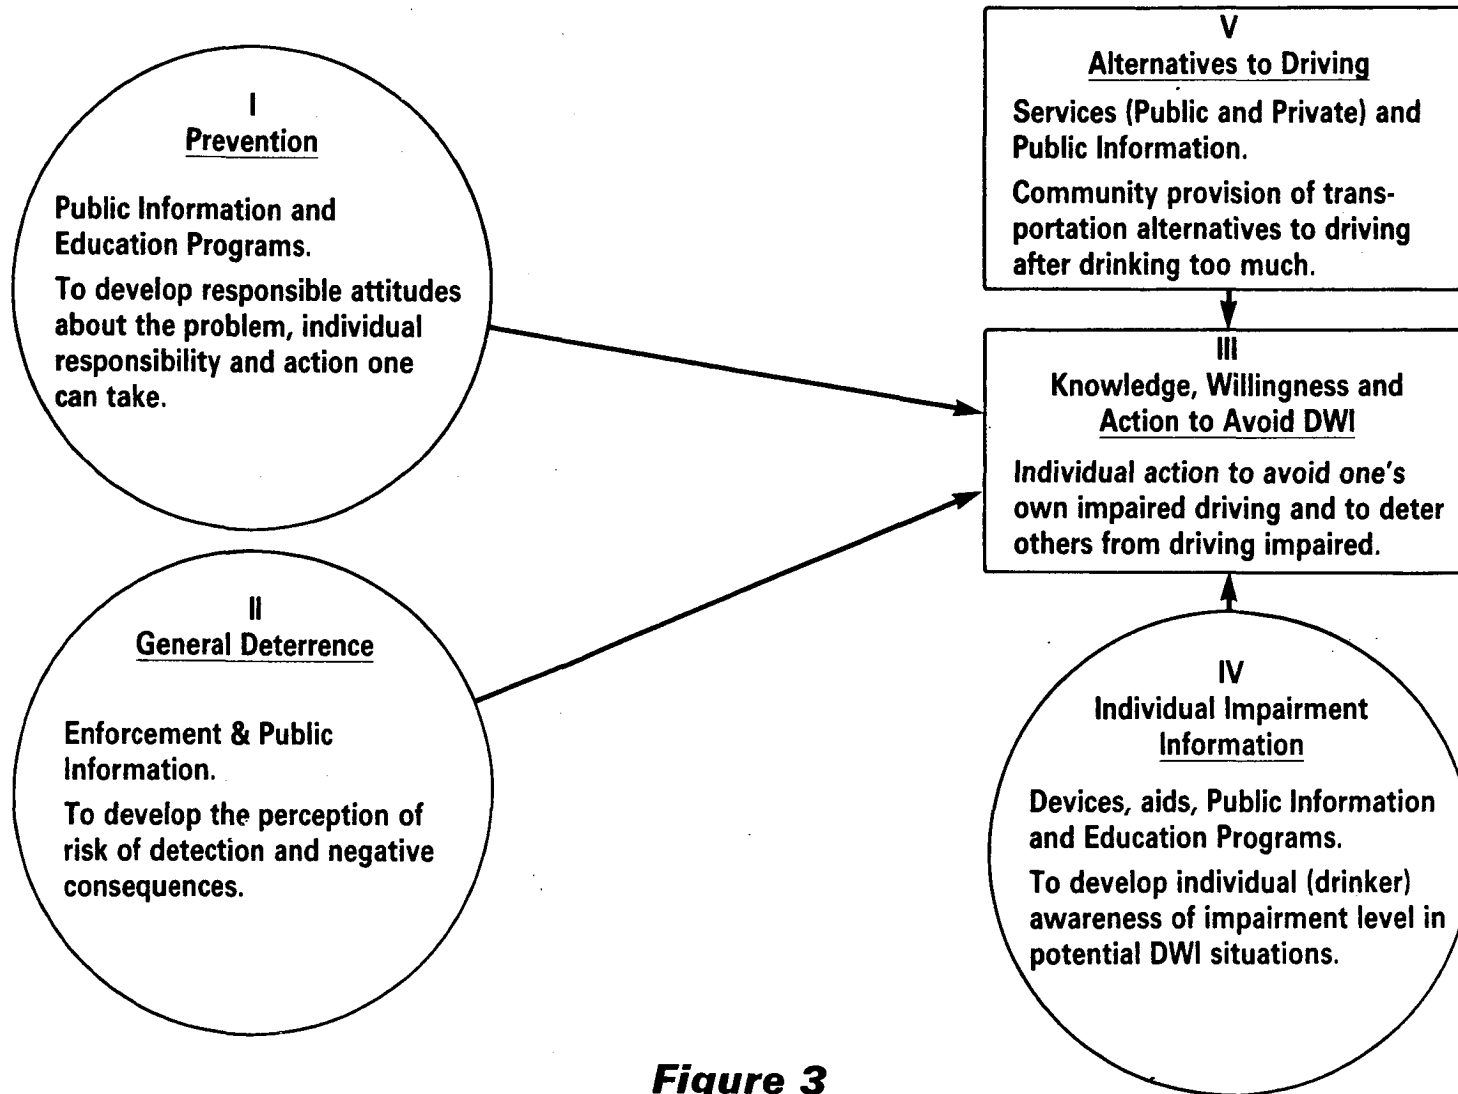 I
Prevention
Public Information and
Education Programs.
To develop responsible attitudes
about the problem, individual
responsibility and action one
can take.
II
General Deterrence
Enforcement & Public
Information.
To develop the perception of
risk of detection and negative
consequences.
V
Alternatives to Driving
Services (Public and Private) and
Public Information.
Community provision of trans-
portation alternatives to driving
after drinking too much.
III
Knowledge, Willingness and
Action to Avoid DWI
Individual action to avoid one's
own impaired driving and to deter
others from driving impaired.
IV
Individual Impairment
Information
Devices, aids, Public Information
and Education Programs.
To develop individual (drinker)
awareness of impairment level in
potential DWI situations.
Figure 3